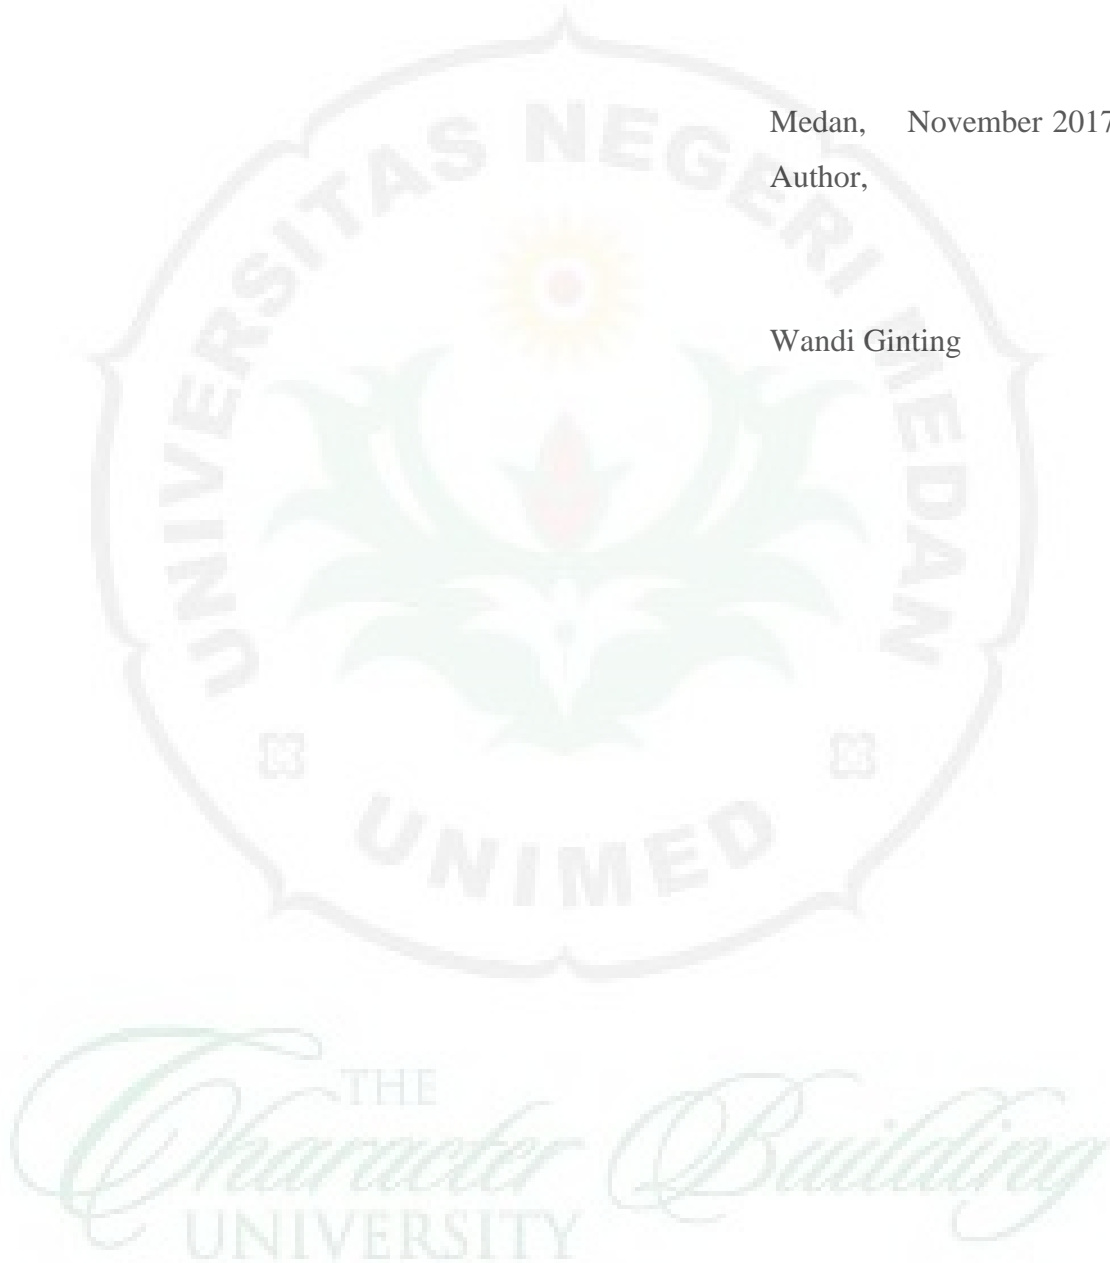 Medan, November 2017
Author,
Wandi Ginting
UNIVERSITAS NEGERI MEDAN
UNIMED
THE
Character Building
UNIVERSITY